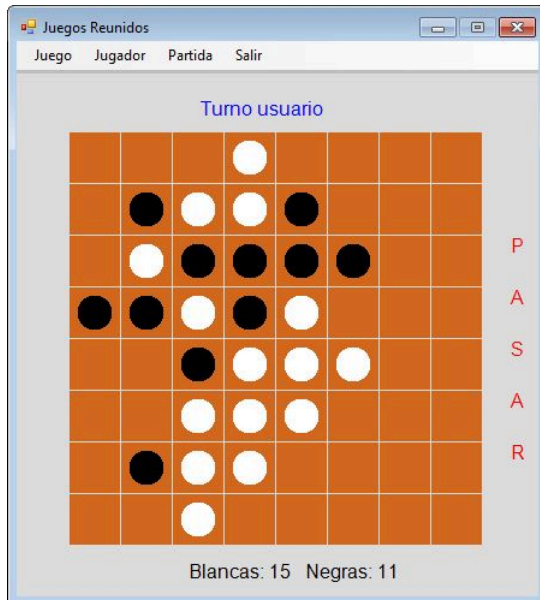 Juegos Reunidos
Juego Jugador Partida Salir
Turno usuario
P
A
S
A
R
Blancas: 15 Negras: 11